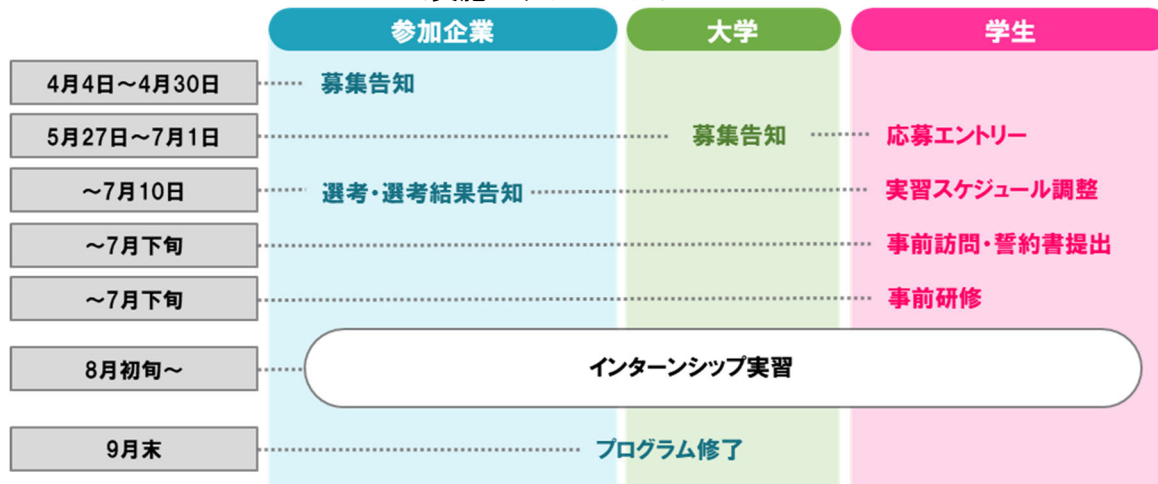 参加企業 大学 学生
4月4日～4月30日 募集告知
5月27日～7月1日 募集告知 応募エントリー
～7月10日 選考・選考結果告知 実習スケジュール調整
～7月下旬 事前訪問・誓約書提出
～7月下旬 事前研修
8月初旬～ インターンシップ実習
9月末 プログラム修了